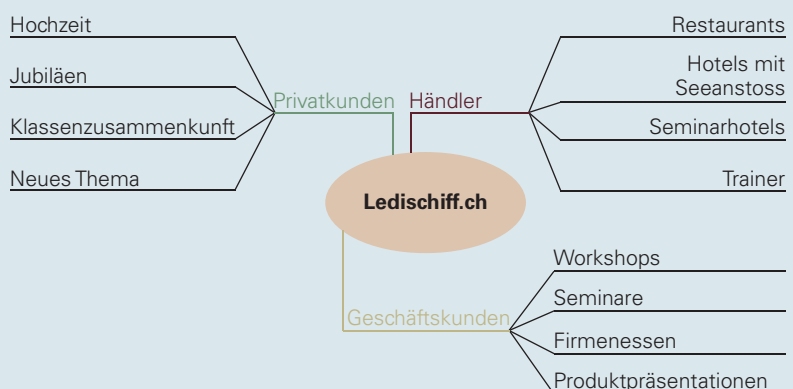 Hochzeit
Jubiläen
Klassenzusammenkunft
Neues Thema
Privatkunden
Händler
Restaurants
Hotels mit
Seeanstoss
Seminarhotels
Trainer
Ledischiff.ch
Geschäftskunden
Workshops
Seminare
Firmenessen
Produktpräsentationen